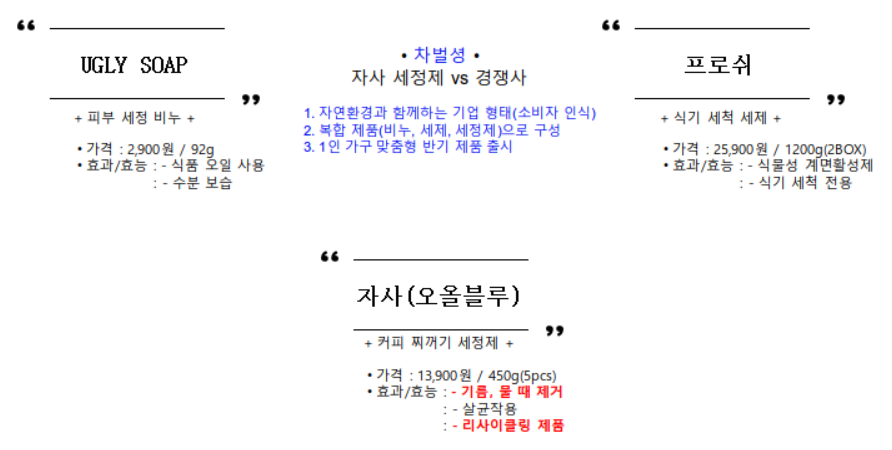 “
UGLY SOAP
”
+ 피부 세정 비누 +
• 가격 : 2,900원 / 92g
• 효과/효능 : - 식품 오일 사용
: - 수분 보습
• 차벌셩 •
자사 세정제 vs 경쟁사
1. 자연환경과 함께하는 기업 형태(소비자 인식)
2. 복합 제품(비누, 세제, 세정제)으로 구성
3. 1인 가구 맞춤형 반기 제품 출시
“
프로쉬
”
+ 식기 세척 세제 +
• 가격 : 25,900원 / 1200g(2BOX)
• 효과/효능 : - 식물성 계면활성제
: - 식기 세척 전용
“
자사(오올블루)
”
+ 커피 찌꺼기 세정제 +
• 가격 : 13,900원 / 450g(5pcs)
• 효과/효능 : - 기름, 물 때 제거
: - 살균작용
: - 리사이클링 제품